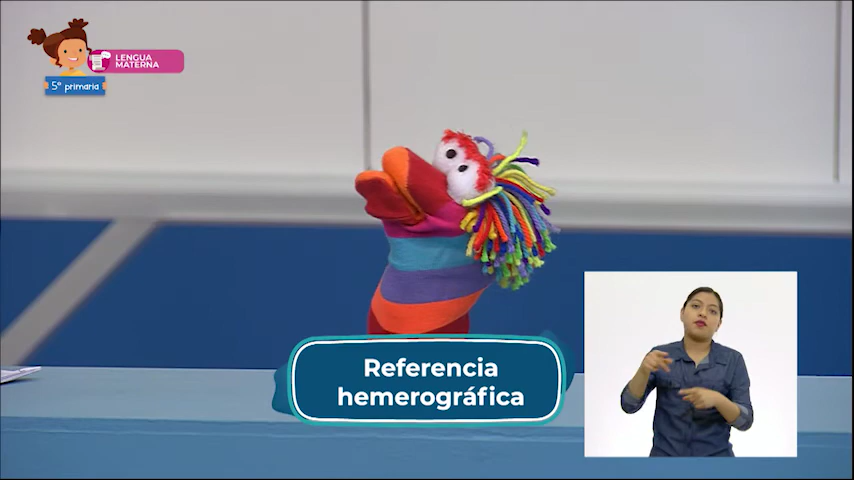 LENGUA
MATERNA
5° primaria
Referencia
hemerográfica